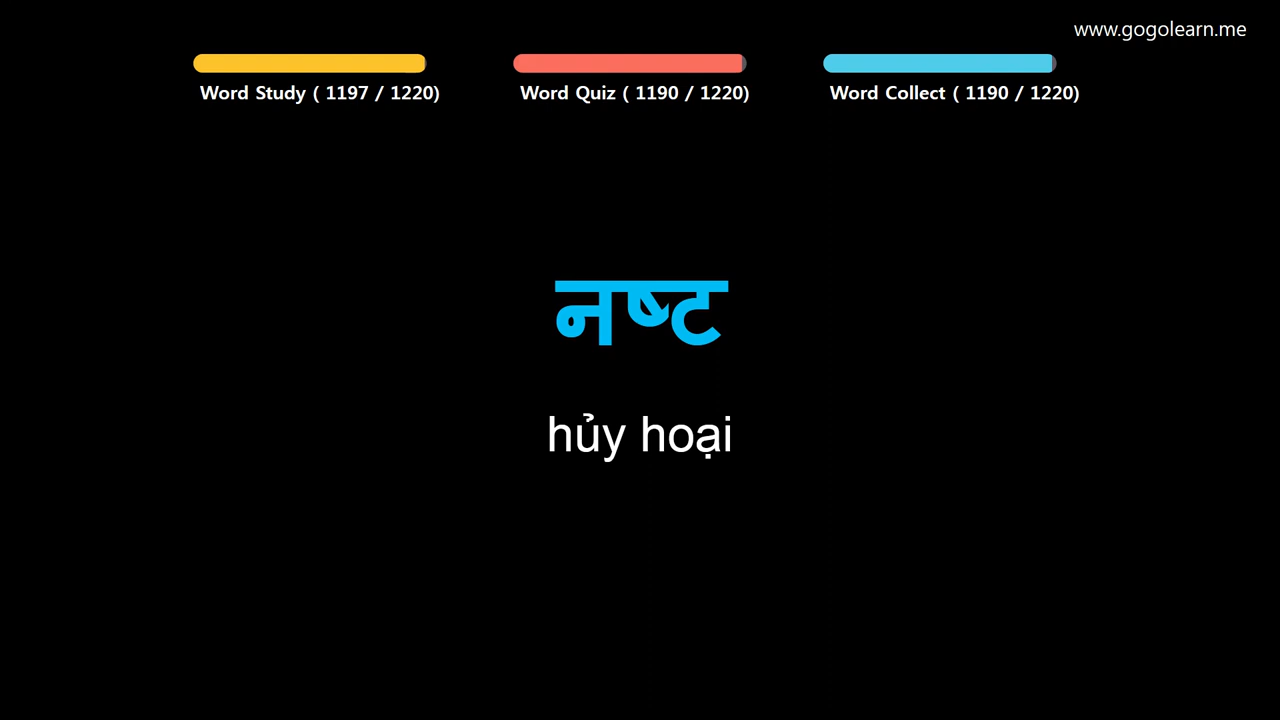 www.gogolearn.me
Word Study ( 1197 / 1220)
Word Quiz ( 1190 / 1220)
Word Collect ( 1190 / 1220)
नष्ट
hủy hoại